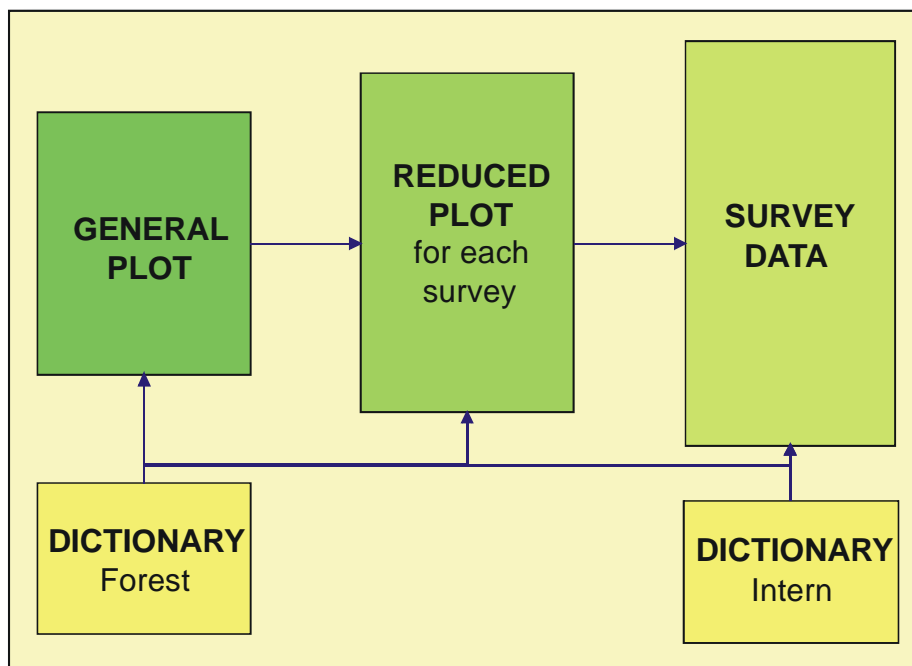 GENERAL
PLOT
REDUCED
PLOT
for each
survey
SURVEY
DATA
DICTIONARY
Forest
DICTIONARY
Intern